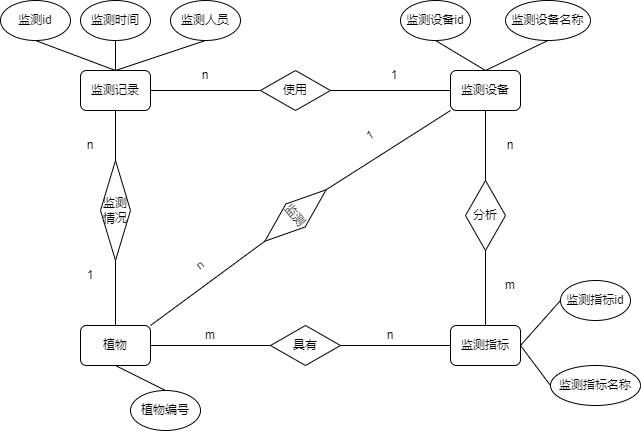 监测id
监测时间
监测人员
监测设备id
监测设备名称
监测记录
n
使用
1
监测设备
n
1
n
监测
情况
监测
分析
1
n
m
监测指标id
植物
m
具有
n
监测指标
监测指标名称
植物编号